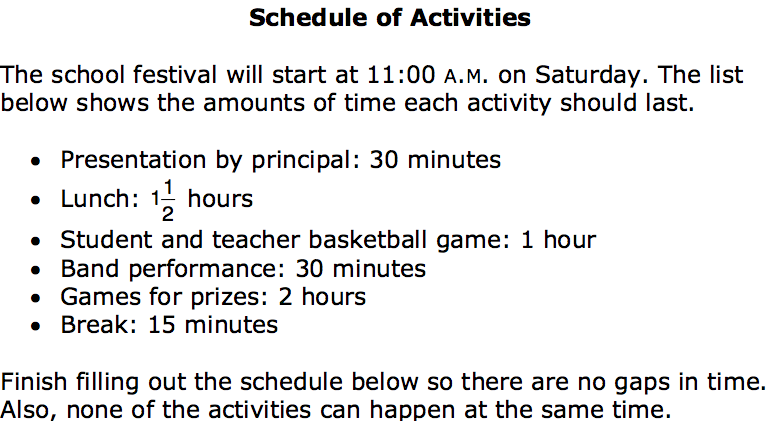 Schedule of Activities
The school festival will start at 11:00 A.M. on Saturday. The list
below shows the amounts of time each activity should last.
• Presentation by principal: 30 minutes
• Lunch: 1 1/2 hours
• Student and teacher basketball game: 1 hour
• Band performance: 30 minutes
• Games for prizes: 2 hours
• Break: 15 minutes
Finish filling out the schedule below so there are no gaps in time.
Also, none of the activities can happen at the same time.